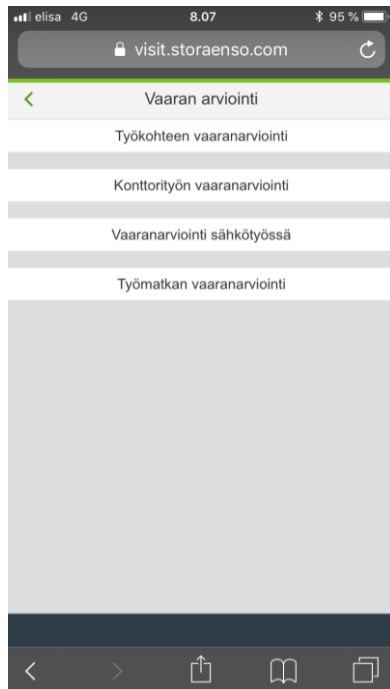 elisa 4G 8.07 95 %
visit.storaenso.com
Vaaran arviointi
Työkohteen vaaranarviointi
Konttorityön vaaranarviointi
Vaaranarviointi sähkötyössä
Työmatkan vaaranarviointi